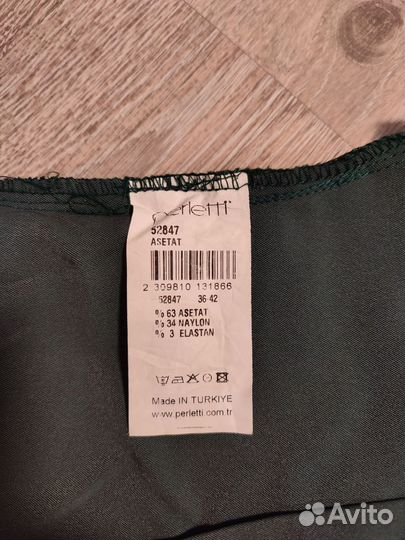 perletti
52847
ASETAT
2 309810 131866
52847 36-42
% 63 ASETAT
% 34 NAYLON
% 3 ELASTAN
Made IN TURKIYE
www.perletti.com.tr
Avito